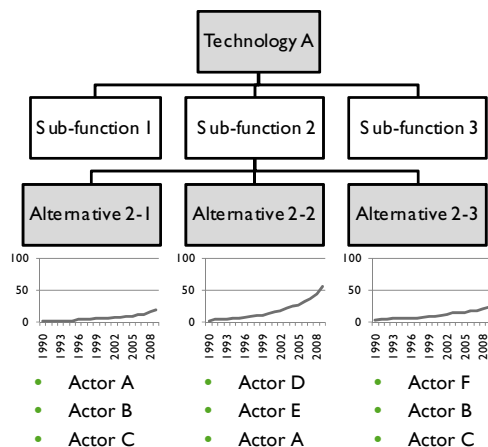 Technology A
Sub-function 1 Sub-function 2 Sub-function 3
Alternative 2-1 Alternative 2-2 Alternative 2-3
100 100 100
50 50 50
0 0 0
1990 1993 1996 1999 2002 2005 2008 1990 1993 1996 1999 2002 2005 2008 1990 1993 1996 1999 2002 2005 2008
• Actor A • Actor D • Actor F
• Actor B • Actor E • Actor B
• Actor C • Actor A • Actor C